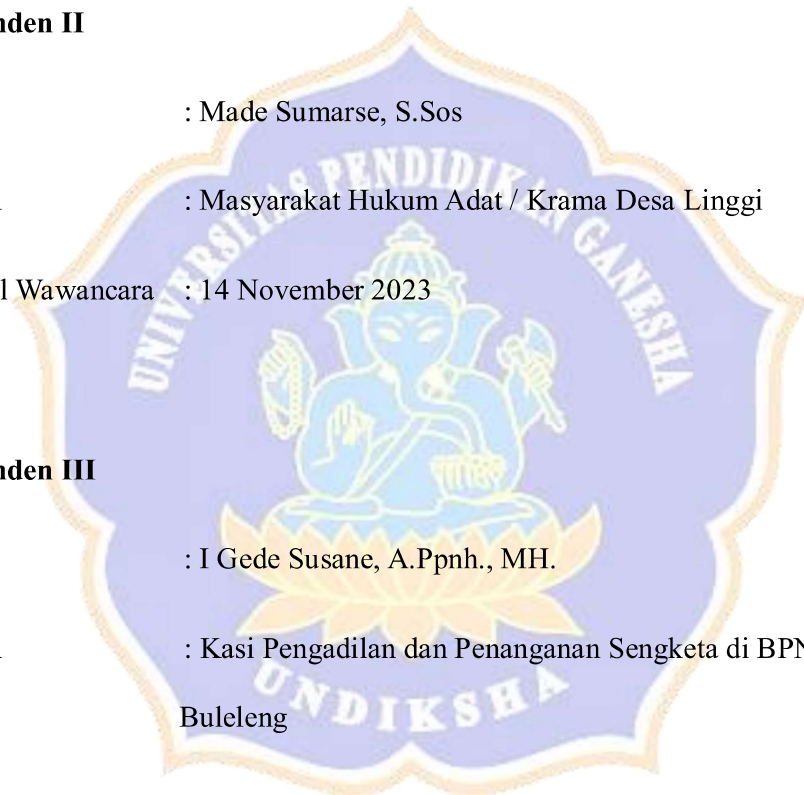 nden II
: Made Sumarse, S.Sos
: Masyarakat Hukum Adat / Krama Desa Linggi
l Wawancara : 14 November 2023
nden III
: I Gede Susane, A.Ppnh., MH.
: Kasi Pengadilan dan Penanganan Sengketa di BPN
Buleleng
UNIVERSITAS PENDIDIKAN GANESHA
UNDIKSHA